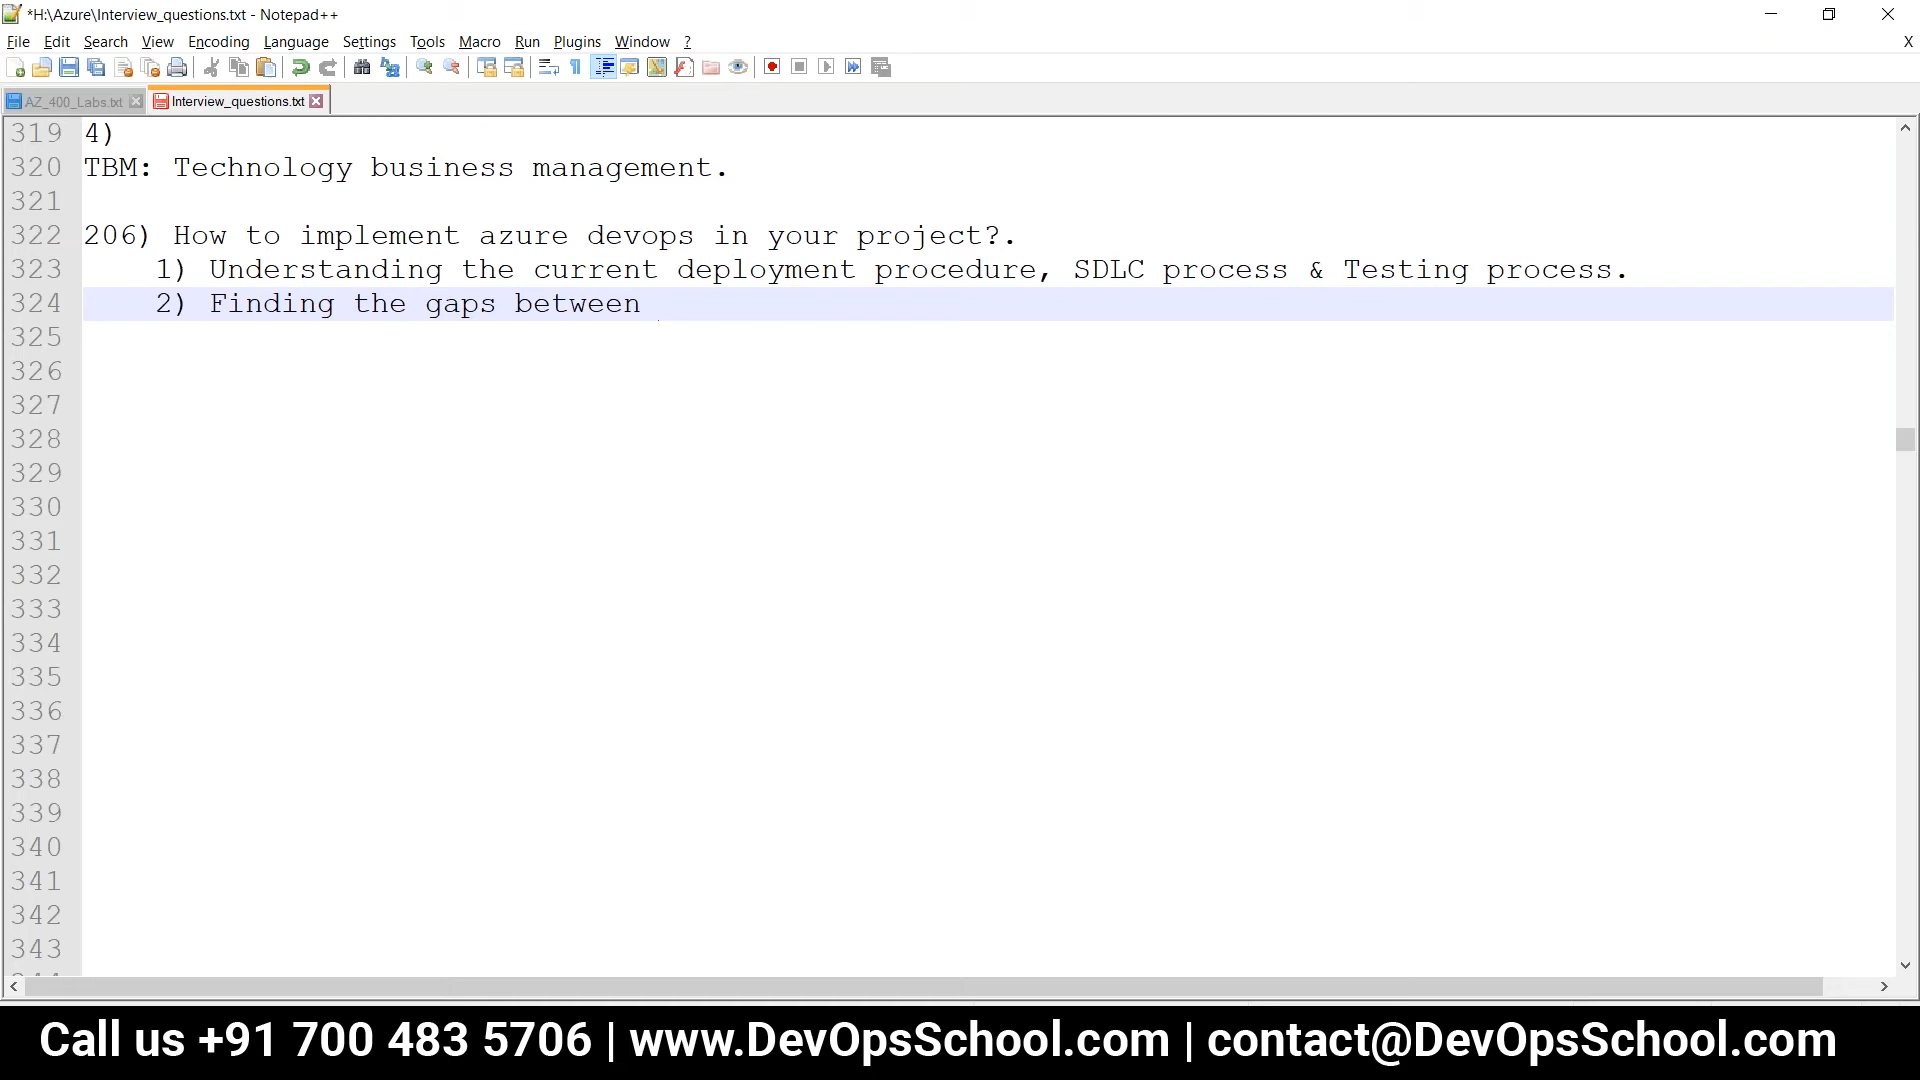 *H:\Azure\Interview_questions.txt - Notepad++
File Edit Search View Encoding Language Settings Tools Macro Run Plugins Window ? X
AZ_400_Labs.txt Interview_questions.txt
319 4)
320 TBM: Technology business management.
321
322 206) How to implement azure devops in your project?.
323 1) Understanding the current deployment procedure, SDLC process & Testing process.
324 2) Finding the gaps between
325
326
327
328
329
330
331
332
333
334
335
336
337
338
339
340
341
342
343
Call us +91 700 483 5706 | www.DevOpsSchool.com | contact@DevOpsSchool.com